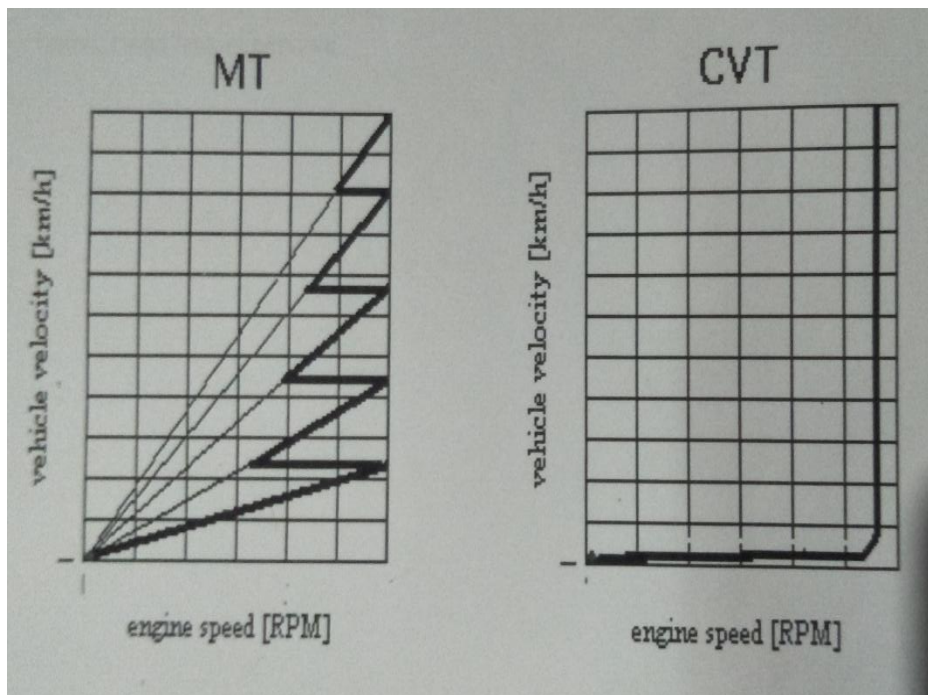 MT
CVT
vehicle velocity [km/h]
vehicle velocity [km/h]
engine speed [RPM]
engine speed [RPM]